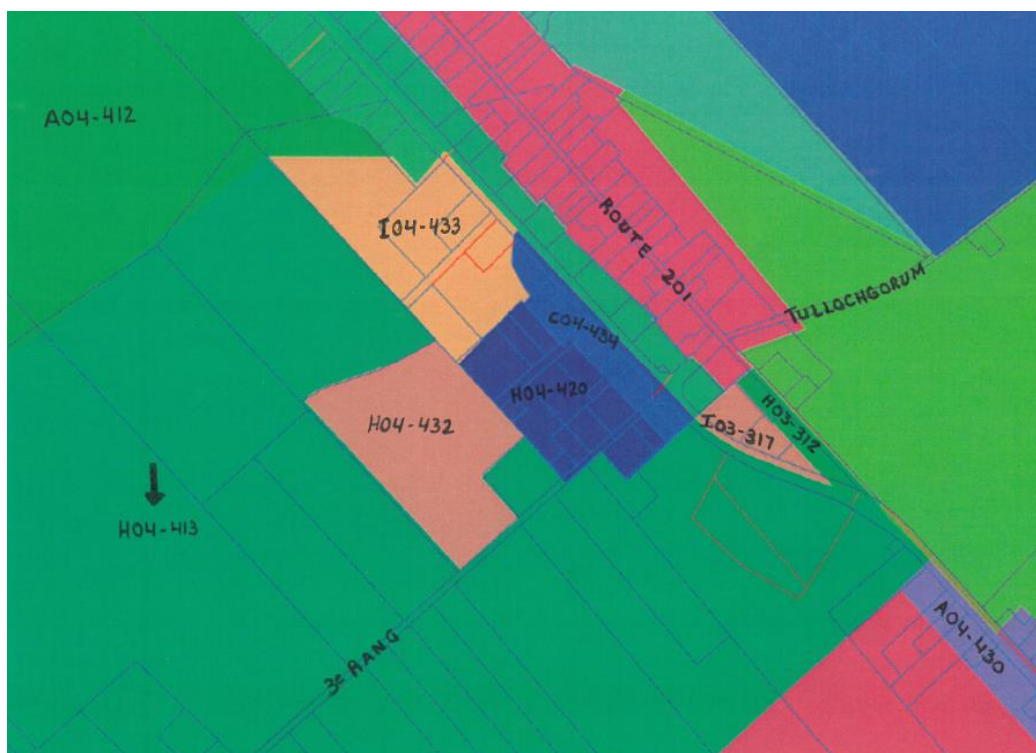 A04-412
I04-433
ROUTE 201
TULLOCHGORUM
C04-434
H04-420
H04-432
I03-317
H03-312
H04-413
A04-430
3e RANG